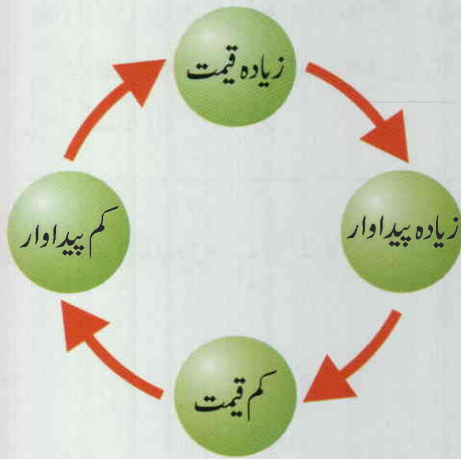 زیادہ قیمت
زیادہ پیداوار
کم قیمت
کم پیداوار